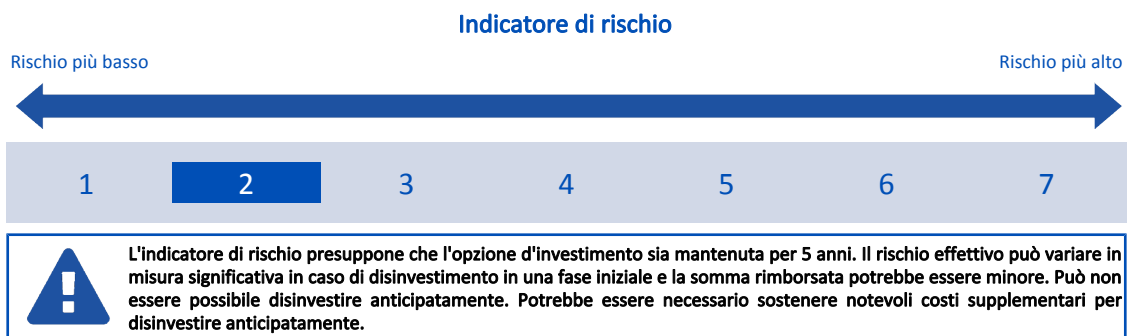 Indicatore di rischio
Rischio più basso
Rischio più alto
1 2 3 4 5 6 7
L'indicatore di rischio presuppone che l'opzione d'investimento sia mantenuta per 5 anni. Il rischio effettivo può variare in
misura significativa in caso di disinvestimento in una fase iniziale e la somma rimborsata potrebbe essere minore. Può non
essere possibile disinvestire anticipatamente. Potrebbe essere necessario sostenere notevoli costi supplementari per
disinvestire anticipatamente.